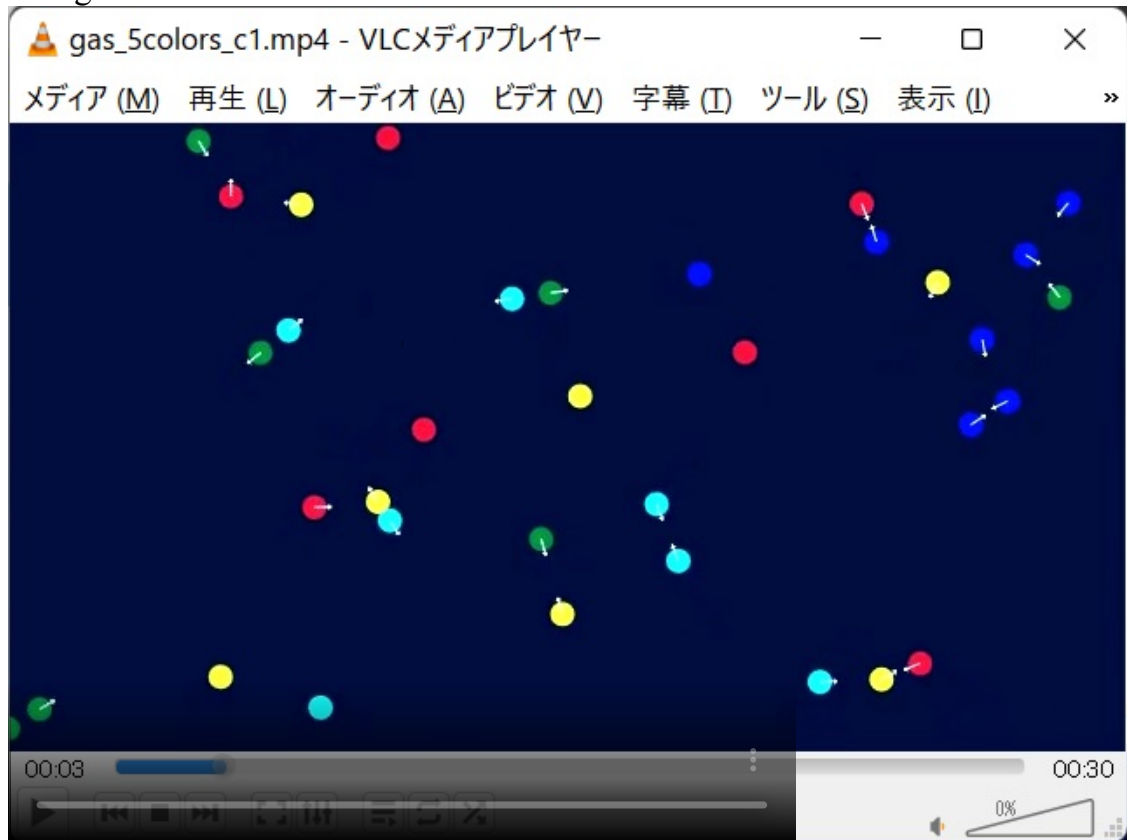 gas_5colors_c1.mp4 - VLCメディアプレイヤー
メディア (M) 再生 (L) オーディオ (A) ビデオ (V) 字幕 (T) ツール (S) 表示 (I) »
00:03 00:30
0%